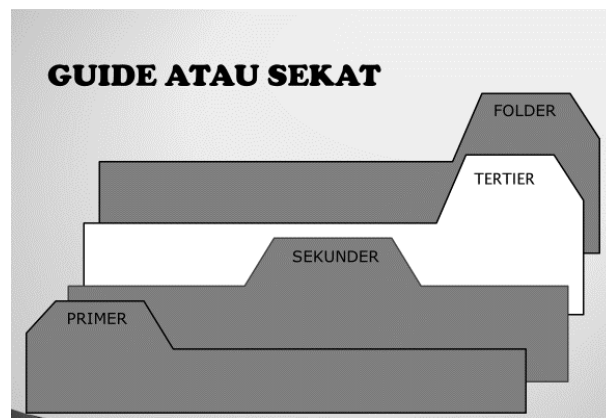 GUIDE ATAU SEKAT
FOLDER
TERTIER
SEKUNDER
PRIMER